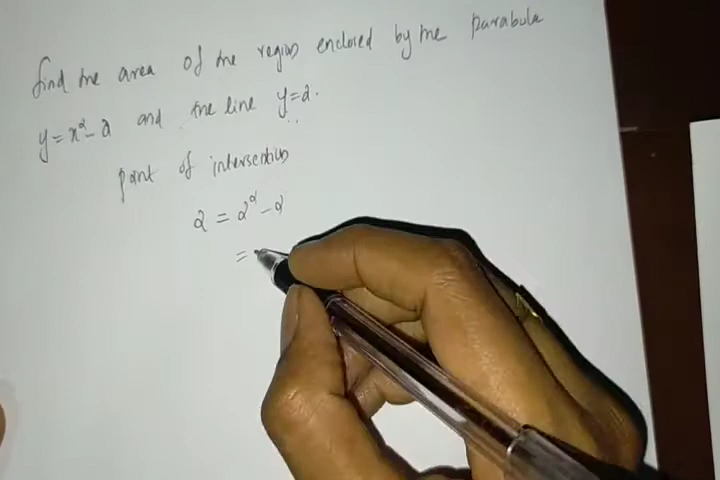 find the area of the region enclosed by the parabola
y = x² - 2 and the line y = 2.
point of intersection
2 = 2² - 2
=